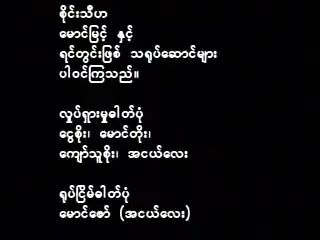 စိုင်းသီဟ
မောင်မြင့် နှင့်
ရင်တွင်းဖြစ် သရုပ်ဆောင်များ
ပါဝင်ကြသည်။
လှုပ်ရှားမှုဓါတ်ပုံ
ငွေစိုး၊ မောင်တိုး၊
ကျော်သူစိုး၊ အငယ်လေး
ရုပ်ငြိမ်ဓါတ်ပုံ
မောင်ဇော် (အငယ်လေး)